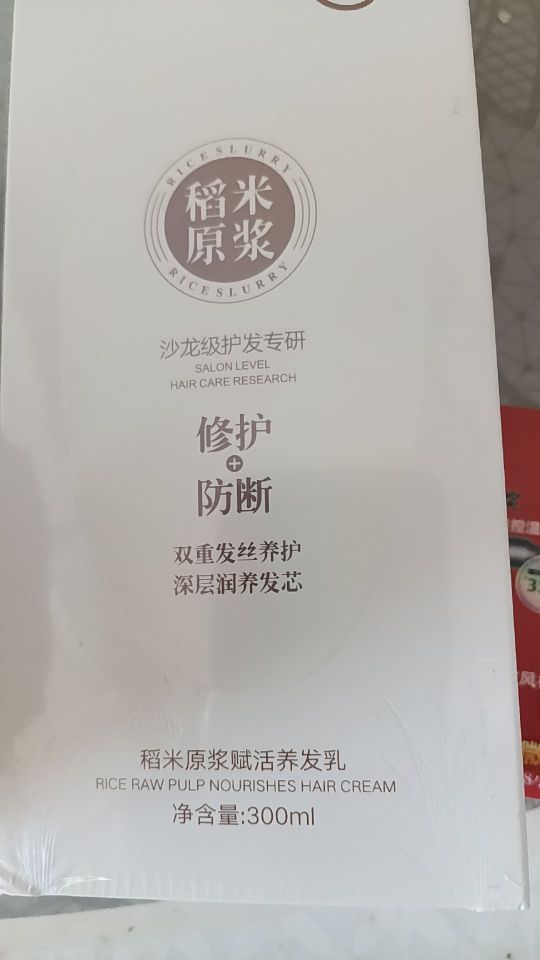 RICE SLURRY
稻米
原浆
RICE SLURRY
沙龙级护发专研
SALON LEVEL
HAIR CARE RESEARCH
修护
+
防断
双重发丝养护
深层润养发芯
稻米原浆赋活养发乳
RICE RAW PULP NOURISHES HAIR CREAM
净含量:300ml